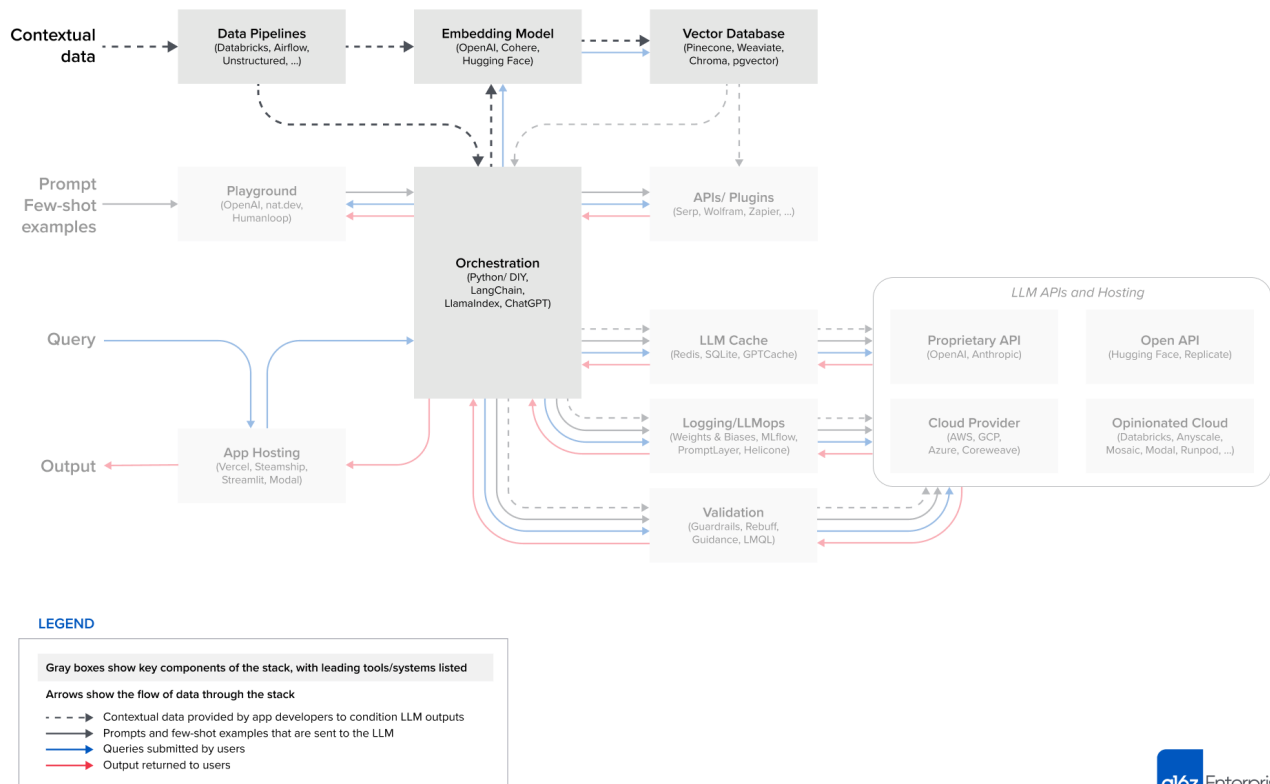 Contextual
data
Data Pipelines
(Databricks, Airflow,
Unstructured, ...)
Embedding Model
(OpenAI, Cohere,
Hugging Face)
Vector Database
(Pinecone, Weaviate,
Chroma, pgvector)
Prompt
Few-shot
examples
Playground
(OpenAI, nat.dev,
Humanloop)
Orchestration
(Python/ DIY,
LangChain,
LlamaIndex, ChatGPT)
APIs/ Plugins
(Serp, Wolfram, Zapier, ...)
Query
LLM Cache
(Redis, SQLite, GPTCache)
LLM APIs and Hosting
Proprietary API
(OpenAI, Anthropic)
Open API
(Hugging Face, Replicate)
Output
App Hosting
(Vercel, Steamship,
Streamlit, Modal)
Logging/LLMops
(Weights & Biases, MLflow,
PromptLayer, Helicone)
Cloud Provider
(AWS, GCP,
Azure, Coreweave)
Opinionated Cloud
(Databricks, Anyscale,
Mosaic, Modal, Runpod, ...)
Validation
(Guardrails, Rebuff,
Guidance, LMQL)
LEGEND
Gray boxes show key components of the stack, with leading tools/systems listed
Arrows show the flow of data through the stack
Contextual data provided by app developers to condition LLM outputs
Prompts and few-shot examples that are sent to the LLM
Queries submitted by users
Output returned to users